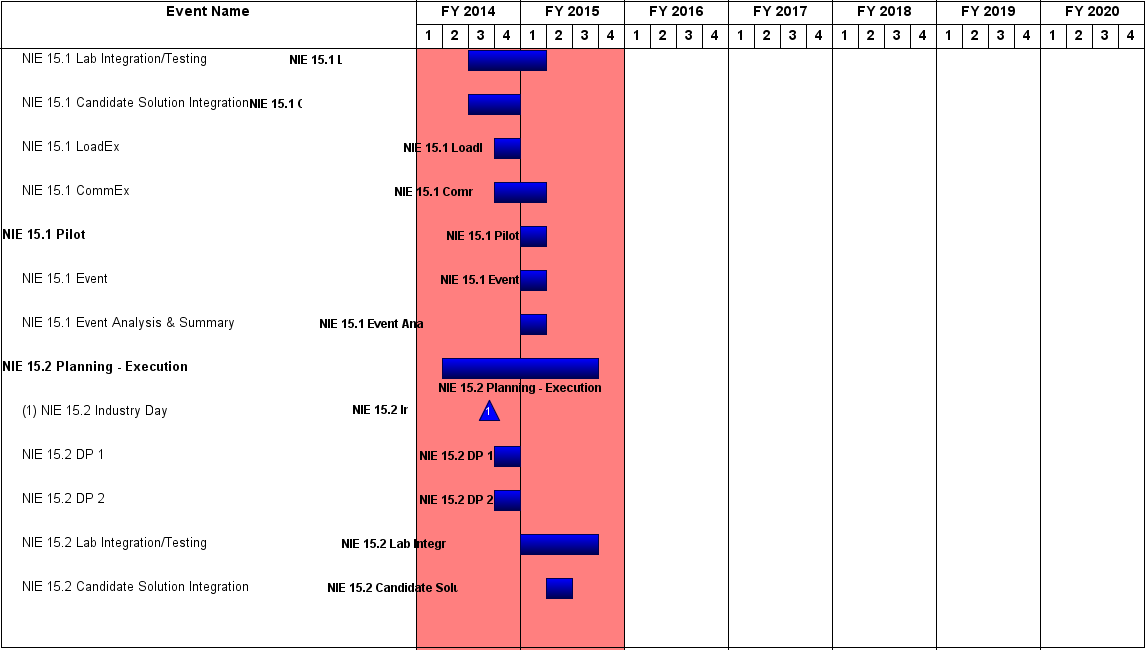 Event Name FY 2014 FY 2015 FY 2016 FY 2017 FY 2018 FY 2019 FY 2020
1 2 3 4 1 2 3 4 1 2 3 4 1 2 3 4 1 2 3 4 1 2 3 4 1 2 3 4
NIE 15.1 Lab Integration/Testing NIE 15.1 L
NIE 15.1 Candidate Solution Integration NIE 15.1 C
NIE 15.1 LoadEx NIE 15.1 Load
NIE 15.1 CommEx NIE 15.1 Com
NIE 15.1 Pilot NIE 15.1 Pilot
NIE 15.1 Event NIE 15.1 Event
NIE 15.1 Event Analysis & Summary NIE 15.1 Event Ana
NIE 15.2 Planning - Execution
NIE 15.2 Planning - Execution
(1) NIE 15.2 Industry Day NIE 15.2 Ir 1
NIE 15.2 DP 1 NIE 15.2 DP 1
NIE 15.2 DP 2 NIE 15.2 DP 2
NIE 15.2 Lab Integration/Testing NIE 15.2 Lab Integr
NIE 15.2 Candidate Solution Integration NIE 15.2 Candidate Solu